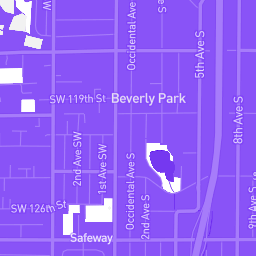 Occidental Ave
e S
5th Ave S
SW 119th St
Beverly Park
8th Ave S
2nd Ave SW
1st Ave SW
Occidental Ave S
2nd Ave S
SW 126th St
Safeway